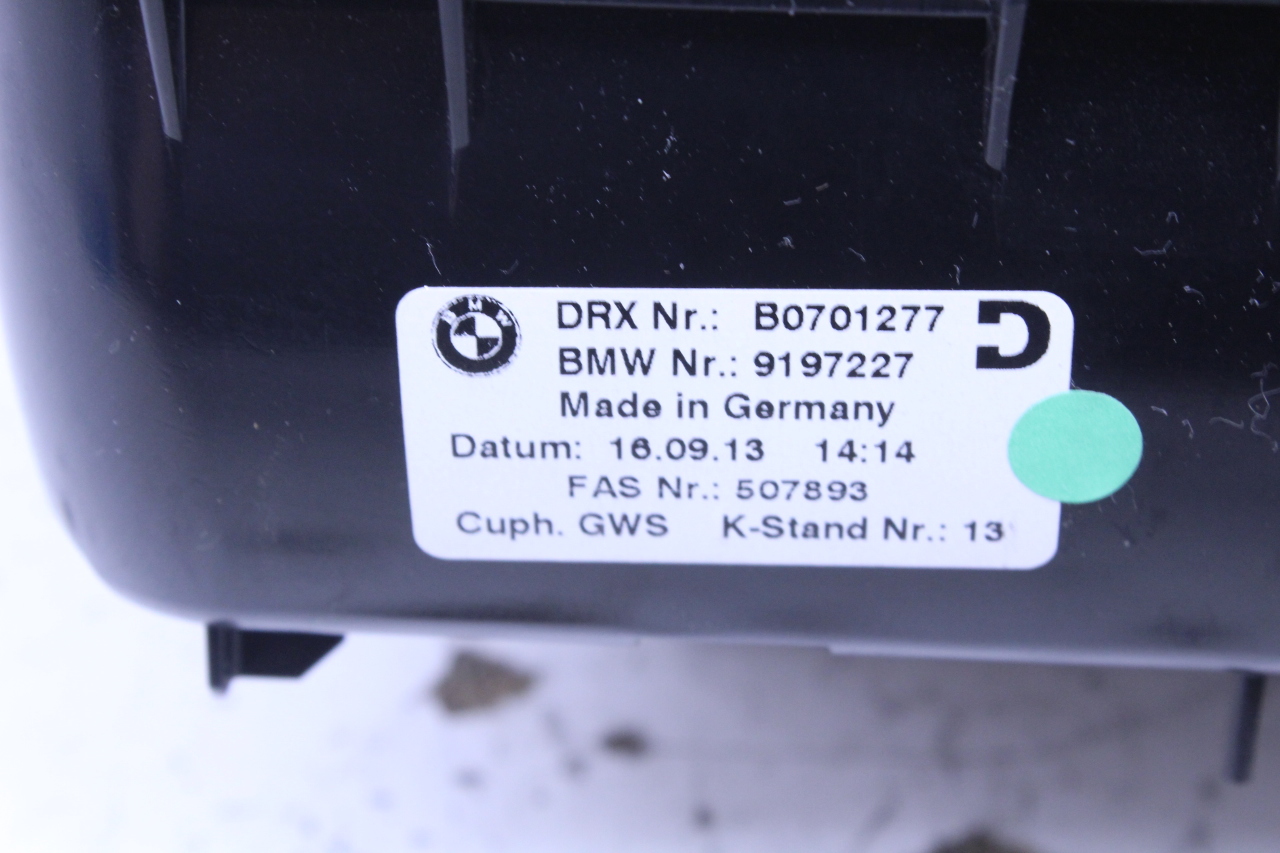 BMW
DRX Nr.: B0701277
BMW Nr.: 9197227
Made in Germany
Datum: 16.09.13 14:14
FAS Nr.: 507893
Cuph. GWS K-Stand Nr.: 13